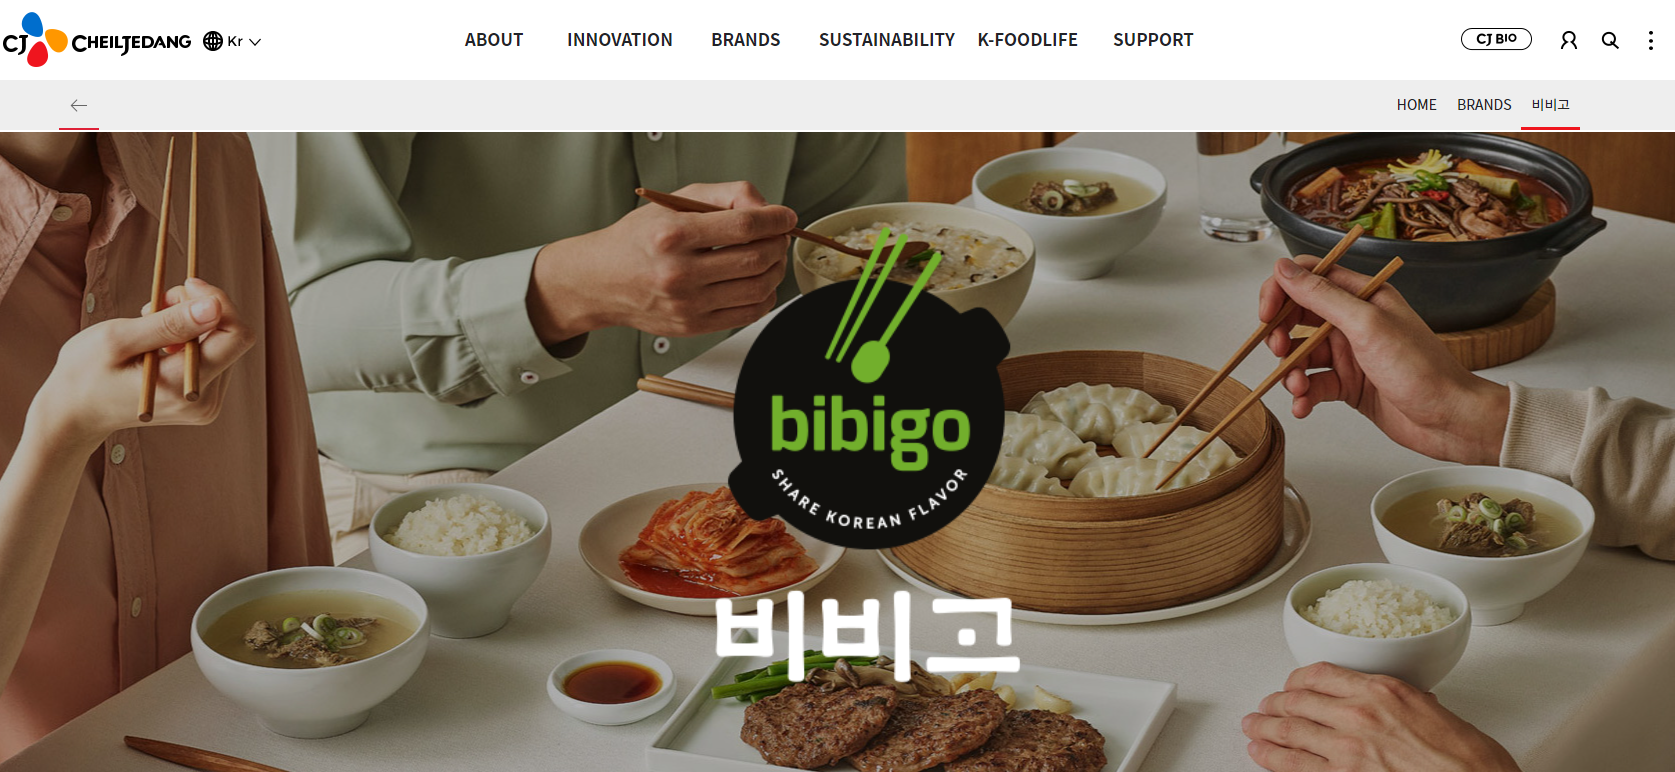 CJ CHEILJEDANG Kr ABOUT INNOVATION BRANDS SUSTAINABILITY K-FOODLIFE SUPPORT CJ BIO
HOME BRANDS 비비고
bibigo
SHARE KOREAN FLAVOR
비비고